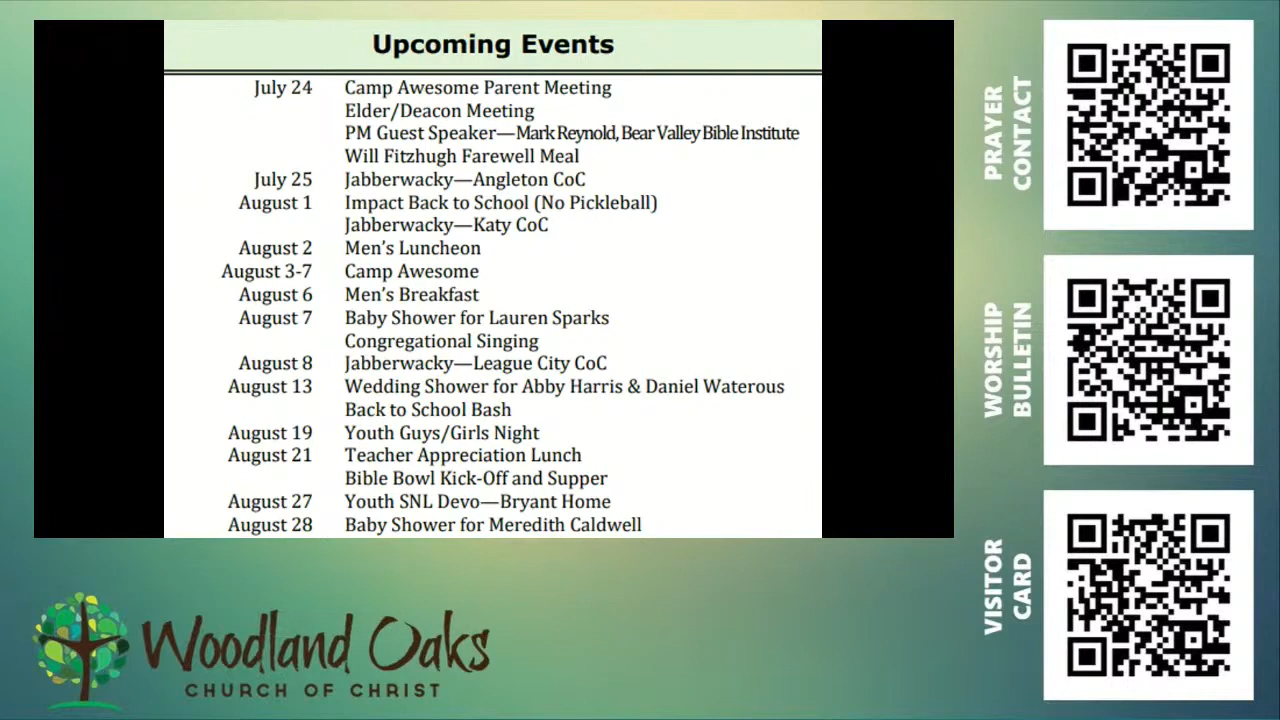 Upcoming Events
July 24 Camp Awesome Parent Meeting
Elder/Deacon Meeting
PM Guest Speaker—Mark Reynold, Bear Valley Bible Institute
Will Fitzhugh Farewell Meal
July 25 Jabberwacky—Angleton CoC
August 1 Impact Back to School (No Pickleball)
Jabberwacky—Katy CoC
August 2 Men’s Luncheon
August 3-7 Camp Awesome
August 6 Men’s Breakfast
August 7 Baby Shower for Lauren Sparks
Congregational Singing
August 8 Jabberwacky—League City CoC
August 13 Wedding Shower for Abby Harris & Daniel Waterous
Back to School Bash
August 19 Youth Guys/Girls Night
August 21 Teacher Appreciation Lunch
Bible Bowl Kick-Off and Supper
August 27 Youth SNL Devo—Bryant Home
August 28 Baby Shower for Meredith Caldwell
PRAYER
CONTACT
WORSHIP
BULLETIN
VISITOR
CARD
Woodland Oaks
CHURCH OF CHRIST